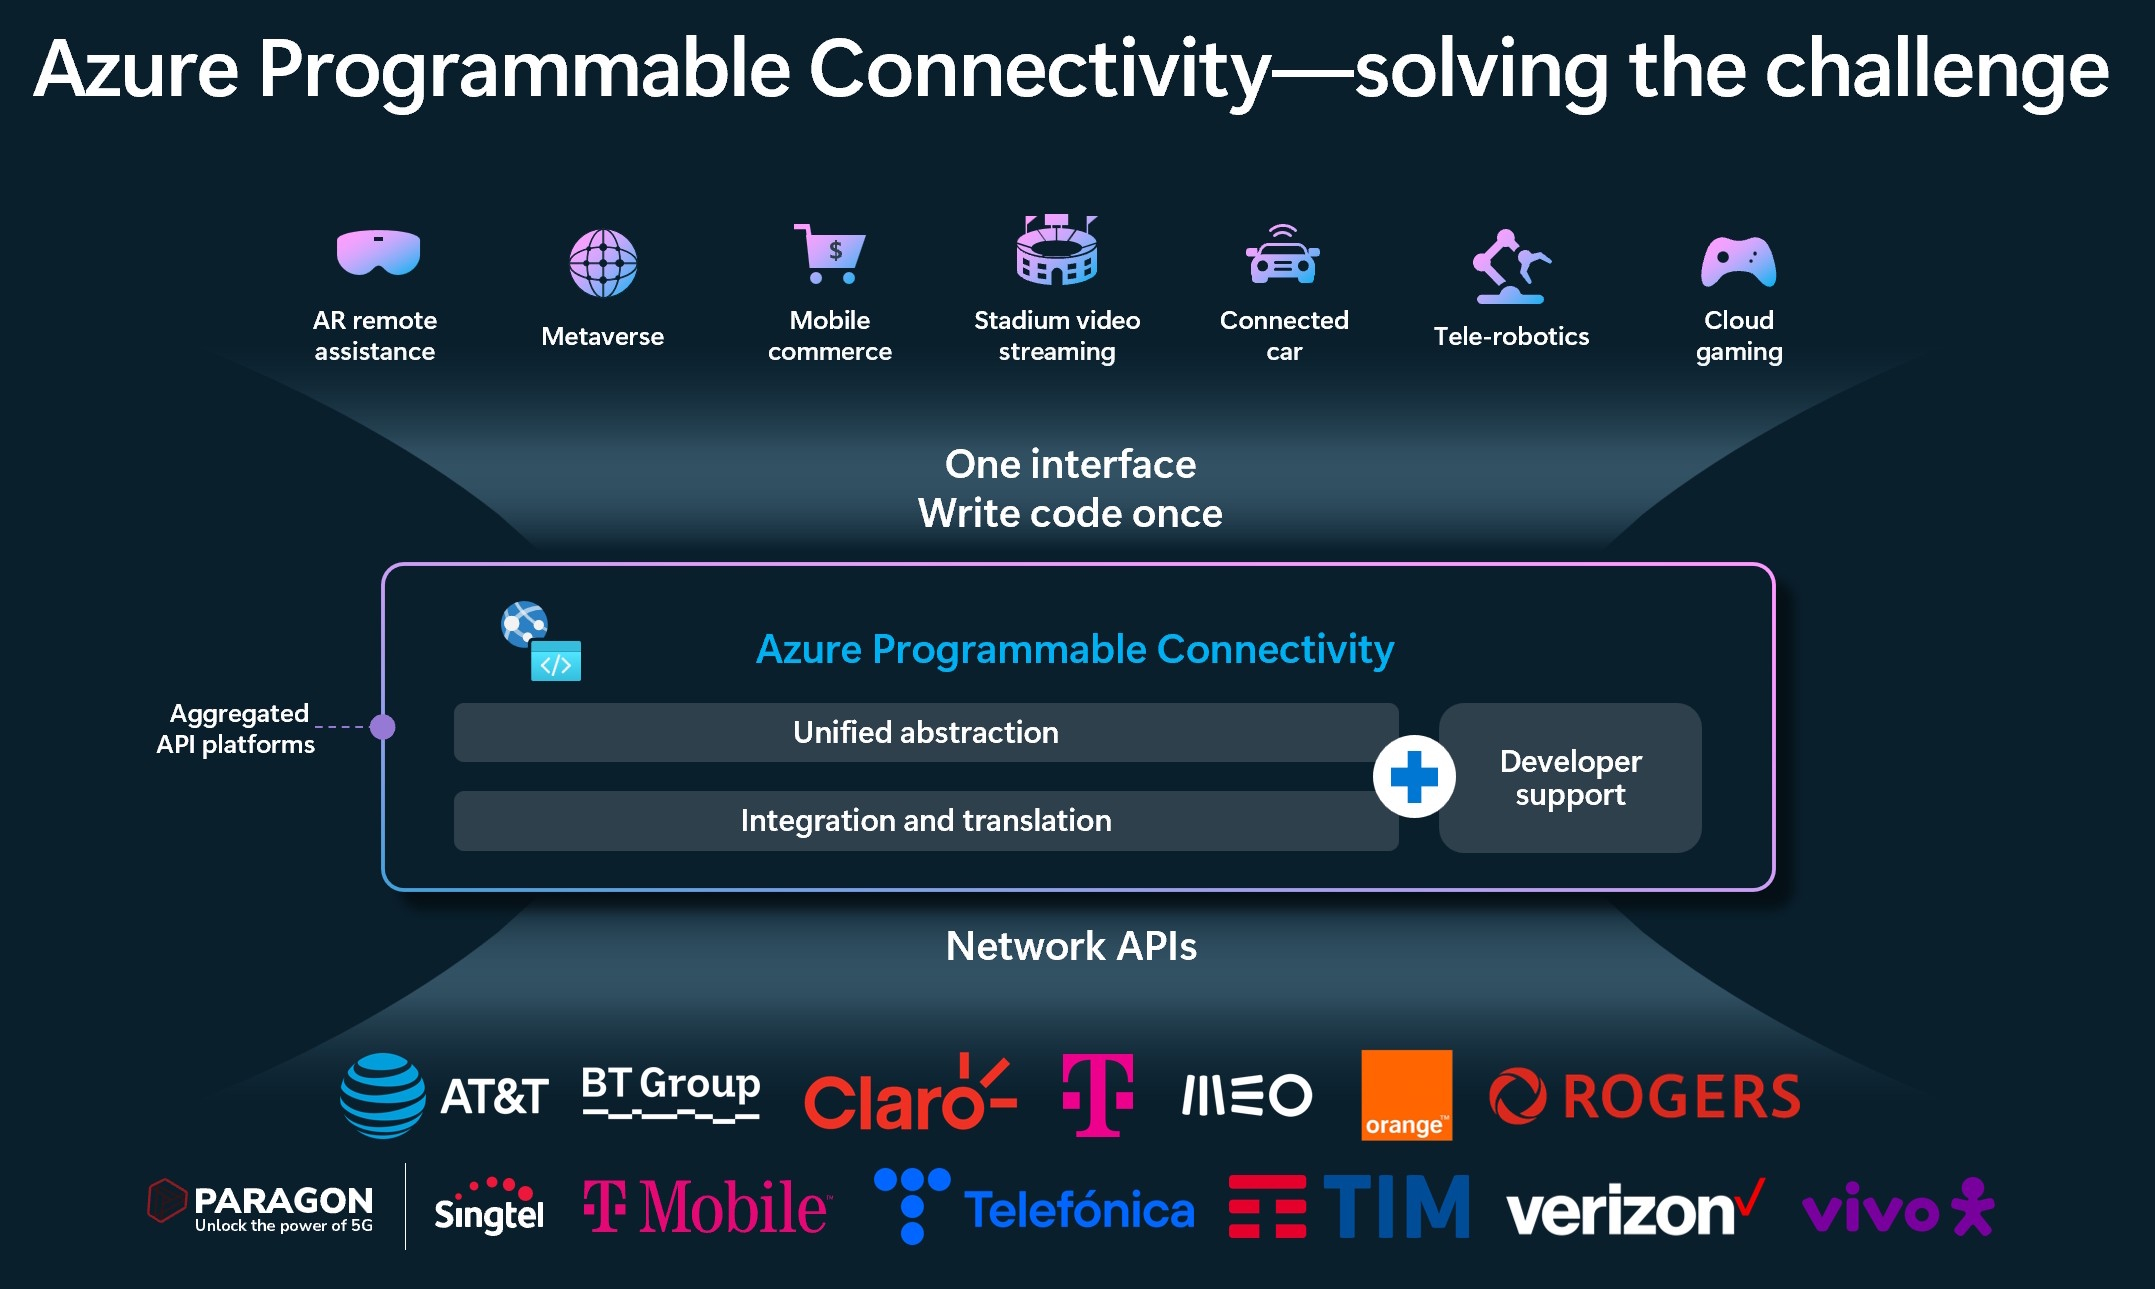 Azure Programmable Connectivity—solving the challenge
$
AR remote
assistance
Metaverse
Mobile
commerce
Stadium video
streaming
Connected
car
Tele-robotics
Cloud
gaming
One interface
Write code once
</>
Azure Programmable Connectivity
Aggregated
API platforms
Unified abstraction
Integration and translation
Developer
support
Network APIs
AT&T
BT Group
Claro
T
MEO
orange™
ROGERS
PARAGON
Unlock the power of 5G
Singtel
T Mobile™
Telefónica
TIM
verizon
vivo